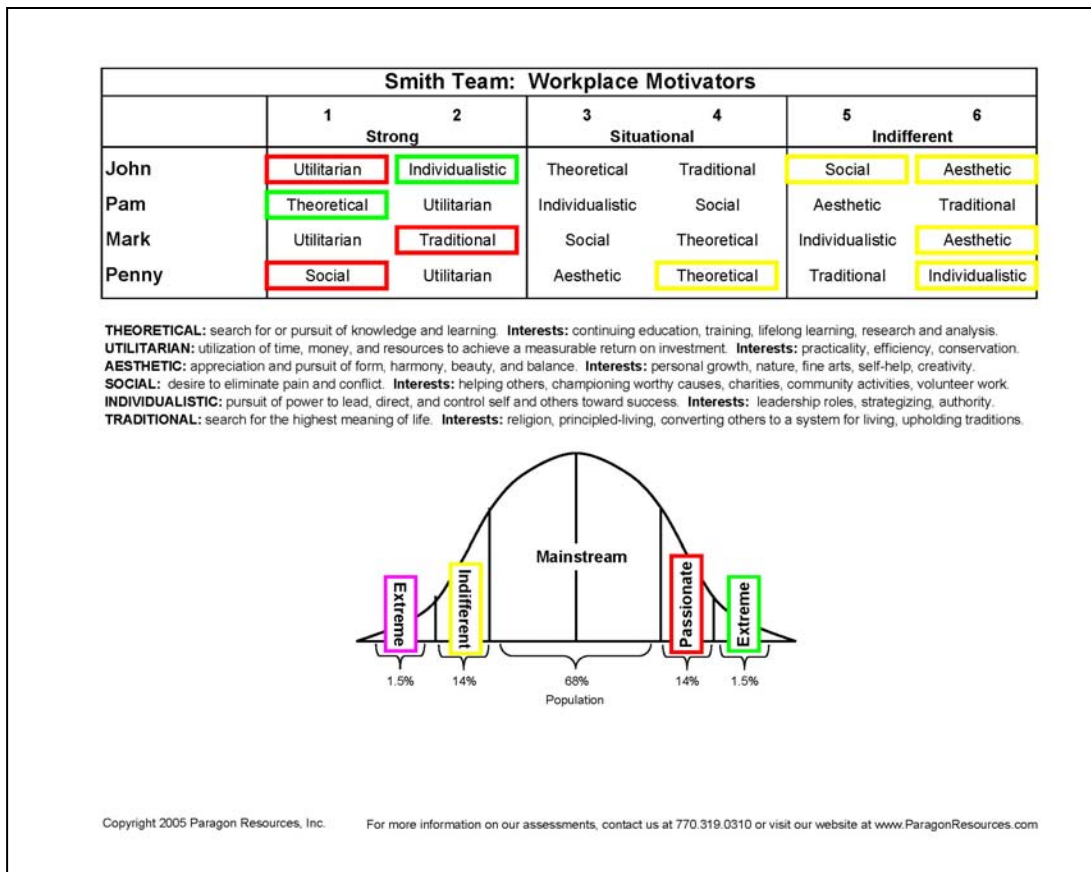 Smith Team: Workplace Motivators
1 2 3 4 5 6
Strong Situational Indifferent
John Utilitarian Individualistic Theoretical Traditional Social Aesthetic
Pam Theoretical Utilitarian Individualistic Social Aesthetic Traditional
Mark Utilitarian Traditional Social Theoretical Individualistic Aesthetic
Penny Social Utilitarian Aesthetic Theoretical Traditional Individualistic
THEORETICAL: search for or pursuit of knowledge and learning. Interests: continuing education, training, lifelong learning, research and analysis.
UTILITARIAN: utilization of time, money, and resources to achieve a measurable return on investment. Interests: practicality, efficiency, conservation.
AESTHETIC: appreciation and pursuit of form, harmony, beauty, and balance. Interests: personal growth, nature, fine arts, self-help, creativity.
SOCIAL: desire to eliminate pain and conflict. Interests: helping others, championing worthy causes, charities, community activities, volunteer work.
INDIVIDUALISTIC: pursuit of power to lead, direct, and control self and others toward success. Interests: leadership roles, strategizing, authority.
TRADITIONAL: search for the highest meaning of life. Interests: religion, principled-living, converting others to a system for living, upholding traditions.
Mainstream
Extreme
Indifferent
Passionate
Extreme
1.5% 14% 68% 14% 1.5%
Population
Copyright 2005 Paragon Resources, Inc. For more information on our assessments, contact us at 770.319.0310 or visit our website at www.ParagonResources.com